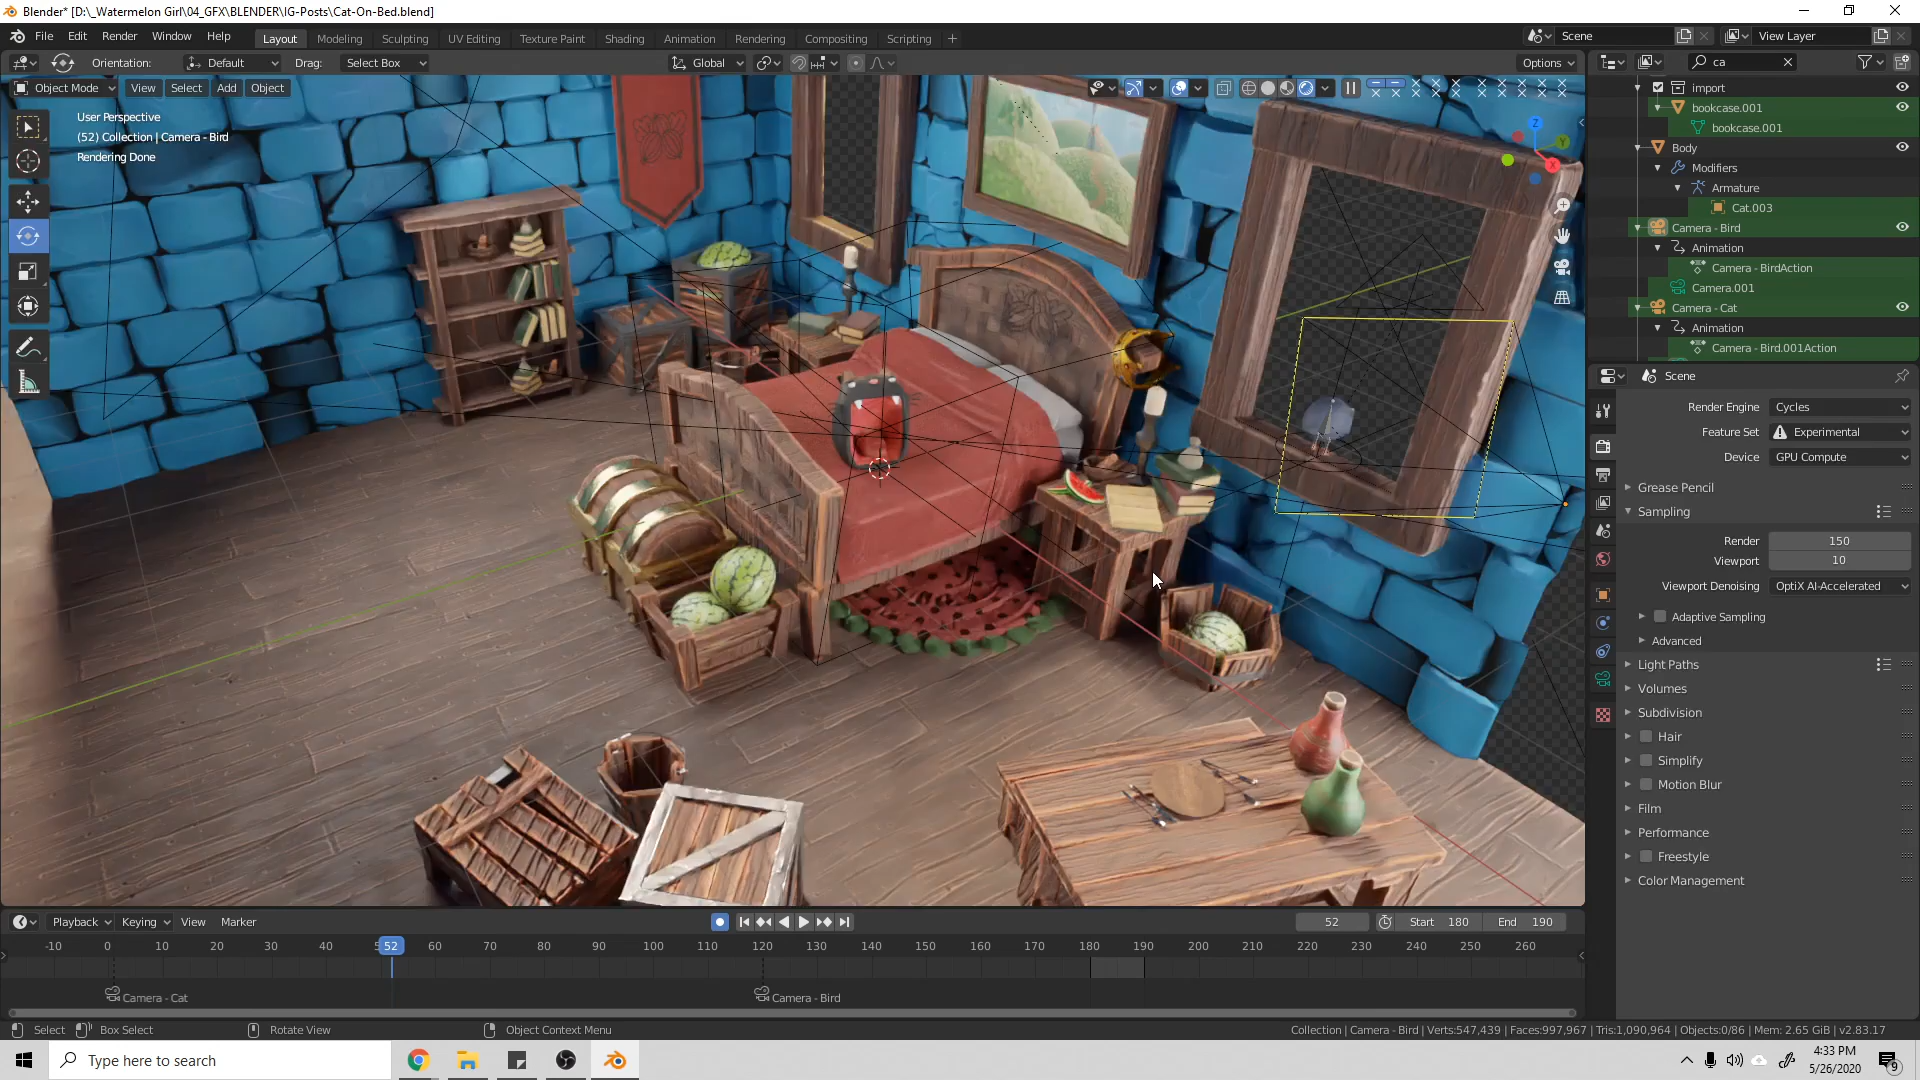 Blender* [D:\_Watermelon Girl\04_GFX\BLENDER\IG-Posts\Cat-On-Bed.blend]
File Edit Render Window Help
Layout Modeling Sculpting UV Editing Texture Paint Shading Animation Rendering Compositing Scripting +
Scene View Layer
Orientation: Default Drag: Select Box Global Options
ca
Object Mode View Select Add Object
User Perspective
(52) Collection | Camera - Bird
Rendering Done
Z
Y
X
import
bookcase.001
bookcase.001
Body
Modifiers
Armature
Cat.003
Camera - Bird
Animation
Camera - BirdAction
Camera.001
Camera - Cat
Animation
Camera - Bird.001Action
Scene
Render Engine Cycles
Feature Set Experimental
Device GPU Compute
Grease Pencil
Sampling
Render 150
Viewport 10
Viewport Denoising OptiX AI-Accelerated
Adaptive Sampling
Advanced
Light Paths
Volumes
Subdivision
Hair
Simplify
Motion Blur
Film
Performance
Freestyle
Color Management
Playback Keying View Marker 52 Start 180 End 190
-10 0 10 20 30 40 52 60 70 80 90 100 110 120 130 140 150 160 170 180 190 200 210 220 230 240 250 260
Camera - Cat Camera - Bird
Select Box Select Rotate View Object Context Menu
Collection | Camera - Bird | Verts:547,439 | Faces:997,967 | Tris:1,090,964 | Objects:0/86 | Mem: 2.65 GiB | v2.83.17
Type here to search
4:33 PM
5/26/2020
9